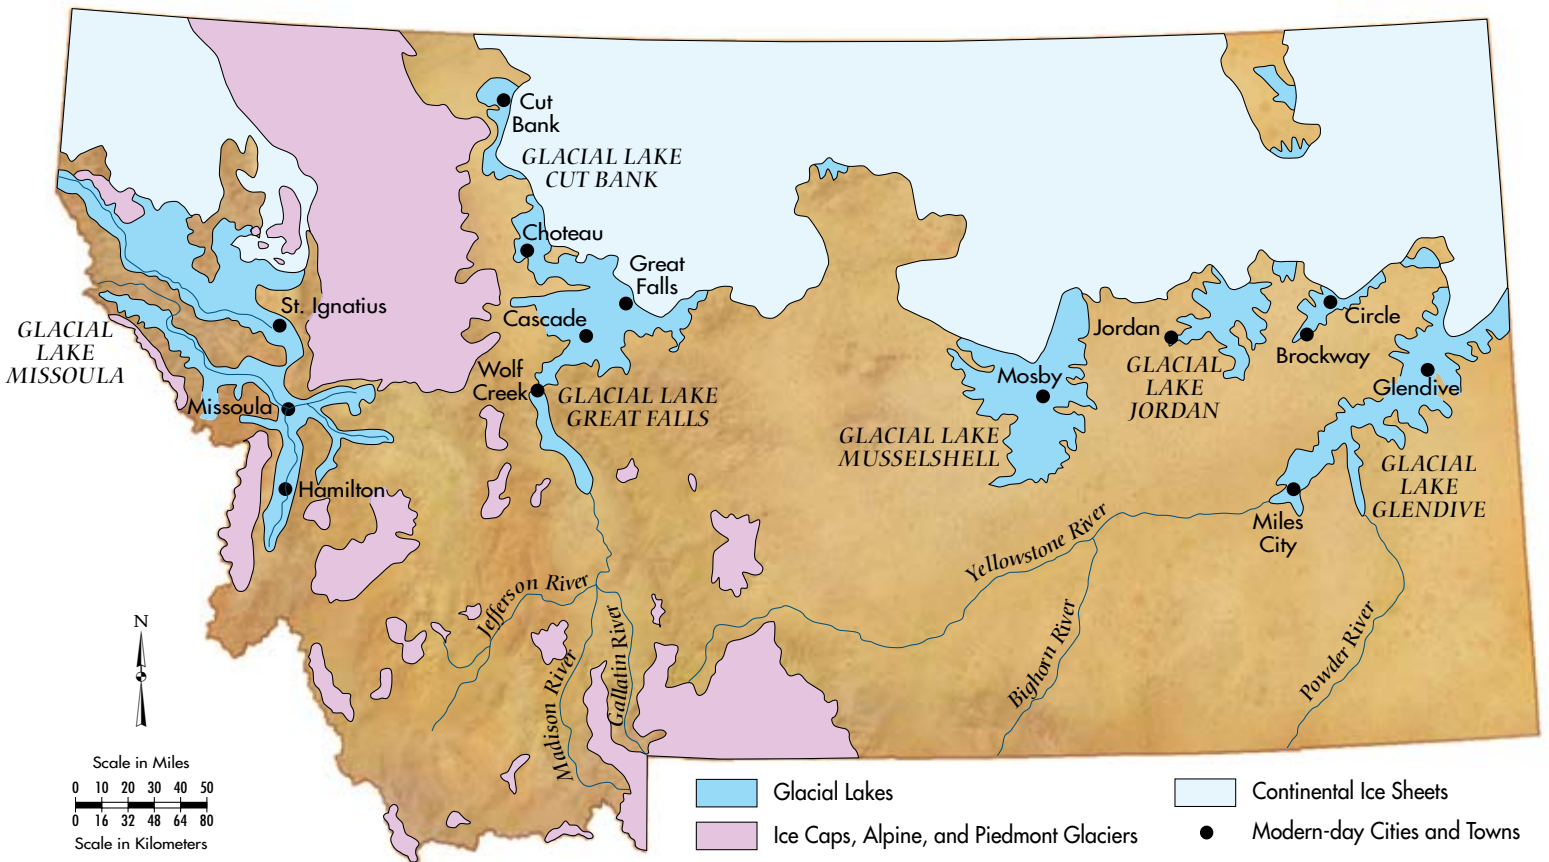 Cut
Bank
GLACIAL LAKE
CUT BANK
Choteau
Great
Falls
St. Ignatius
Cascade
GLACIAL
LAKE
MISSOULA
Wolf
Creek
GLACIAL LAKE
GREAT FALLS
Missoula
Hamilton
Jordan
GLACIAL
LAKE
JORDAN
Circle
Brockway
Mosby
Glendive
GLACIAL LAKE
MUSSELSHELL
GLACIAL
LAKE
GLENDIVE
Miles
City
Yellowstone River
Jefferson River
Madison River
Gallatin River
Bighorn River
Powder River
N
Scale in Miles
0 10 20 30 40 50
0 16 32 48 64 80
Scale in Kilometers
Glacial Lakes
Continental Ice Sheets
Ice Caps, Alpine, and Piedmont Glaciers
Modern-day Cities and Towns